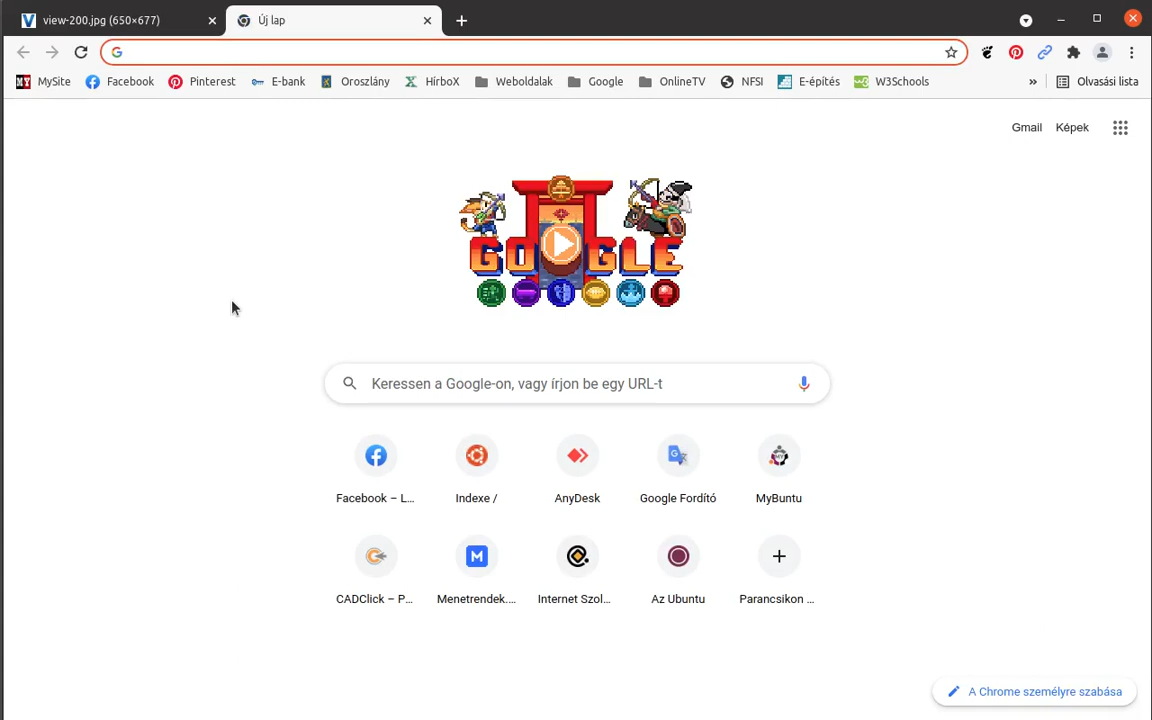 view-200.jpg (650×677)
Új lap
MySite Facebook Pinterest E-bank Oroszlány HírboX Weboldalak Google OnlineTV NFSI E-építés W3Schools » Olvasási lista
Gmail Képek
GOOGLE
Keressen a Google-on, vagy írjon be egy URL-t
Facebook – L... Indexe / AnyDesk Google Fordító MyBuntu
CADClick – P... Menetrendek.... Internet Szol... Az Ubuntu Parancsikon ...
A Chrome személyre szabása